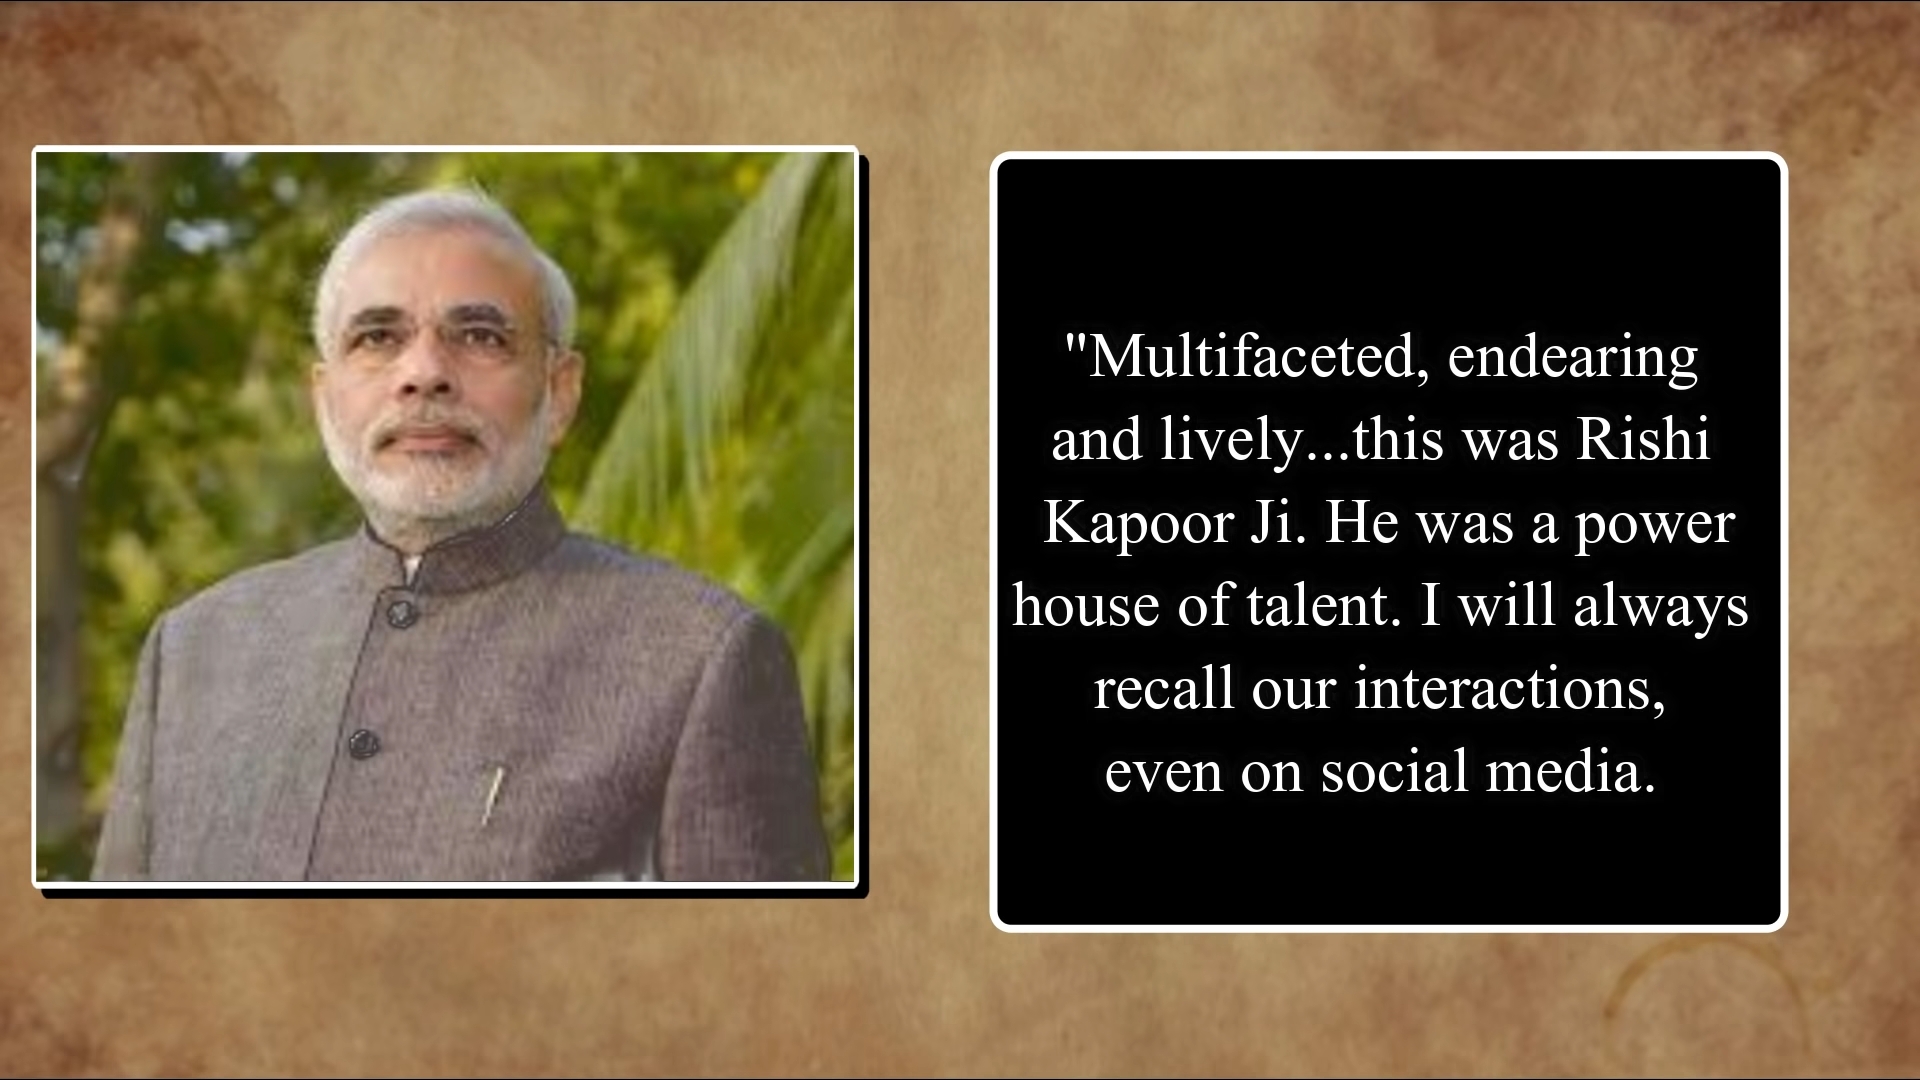 "Multifaceted, endearing
and lively...this was Rishi
Kapoor Ji. He was a power
house of talent. I will always
recall our interactions,
even on social media.